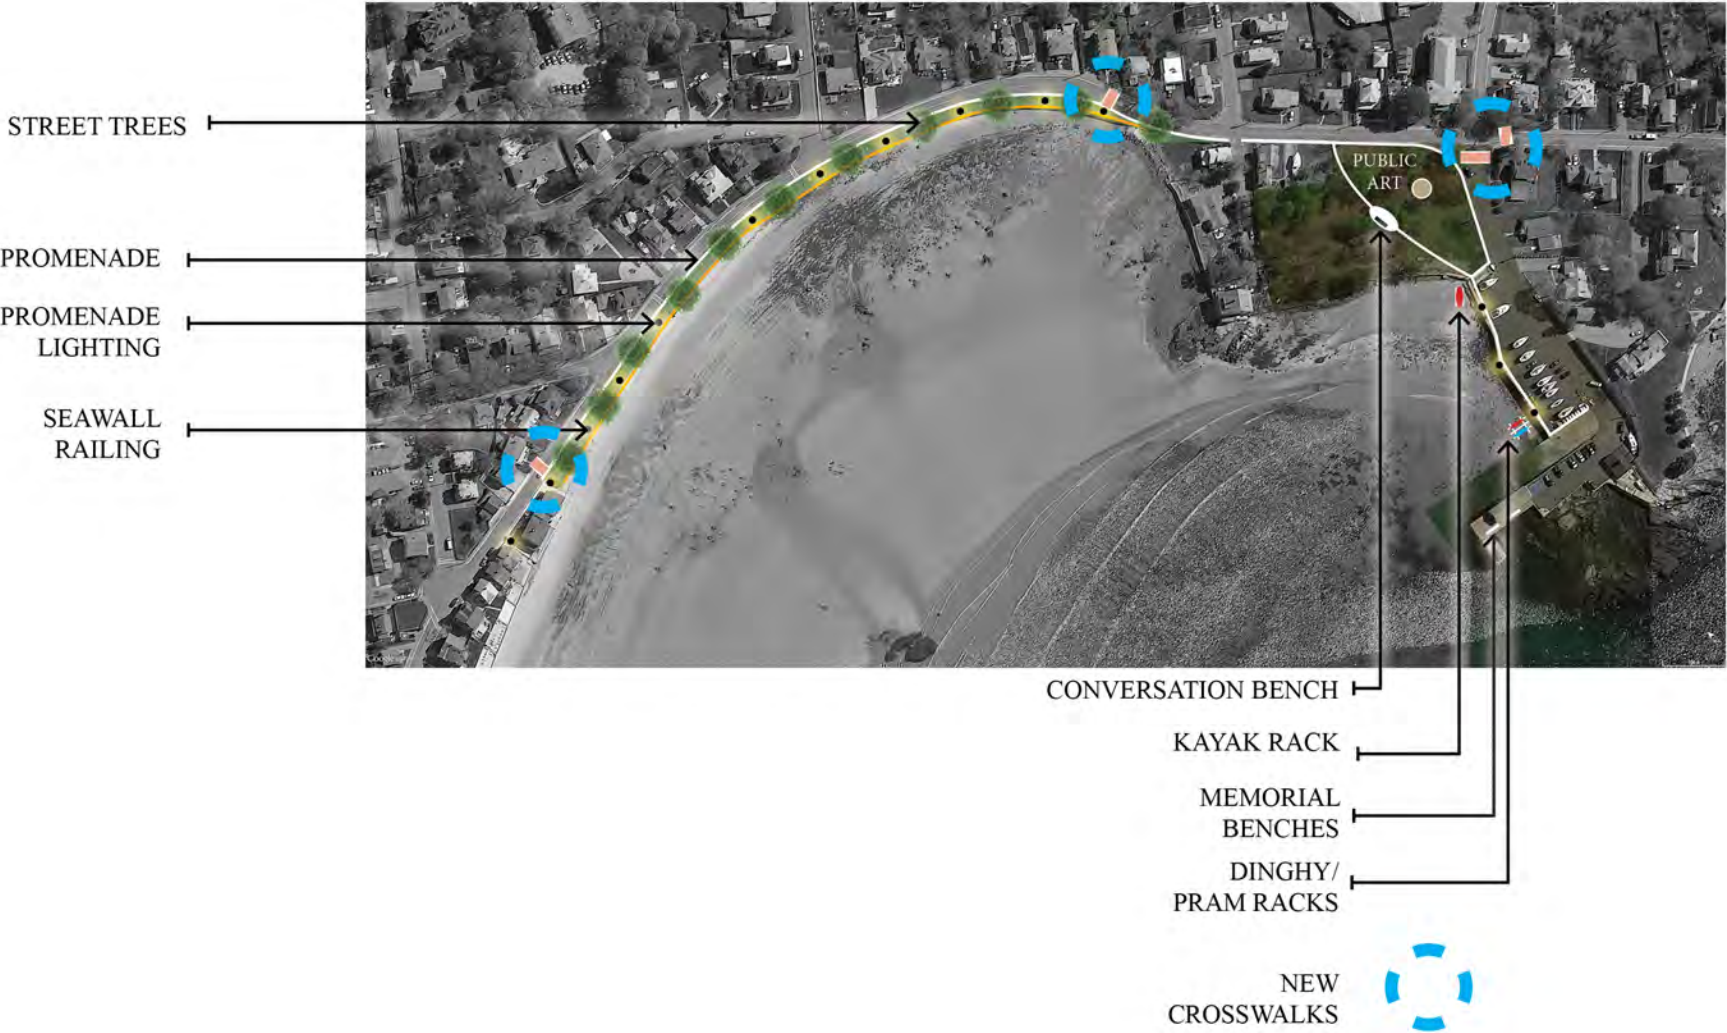 STREET TREES
PUBLIC
ART
PROMENADE
PROMENADE
LIGHTING
SEAWALL
RAILING
CONVERSATION BENCH
KAYAK RACK
MEMORIAL
BENCHES
DINGHY/
PRAM RACKS
NEW
CROSSWALKS